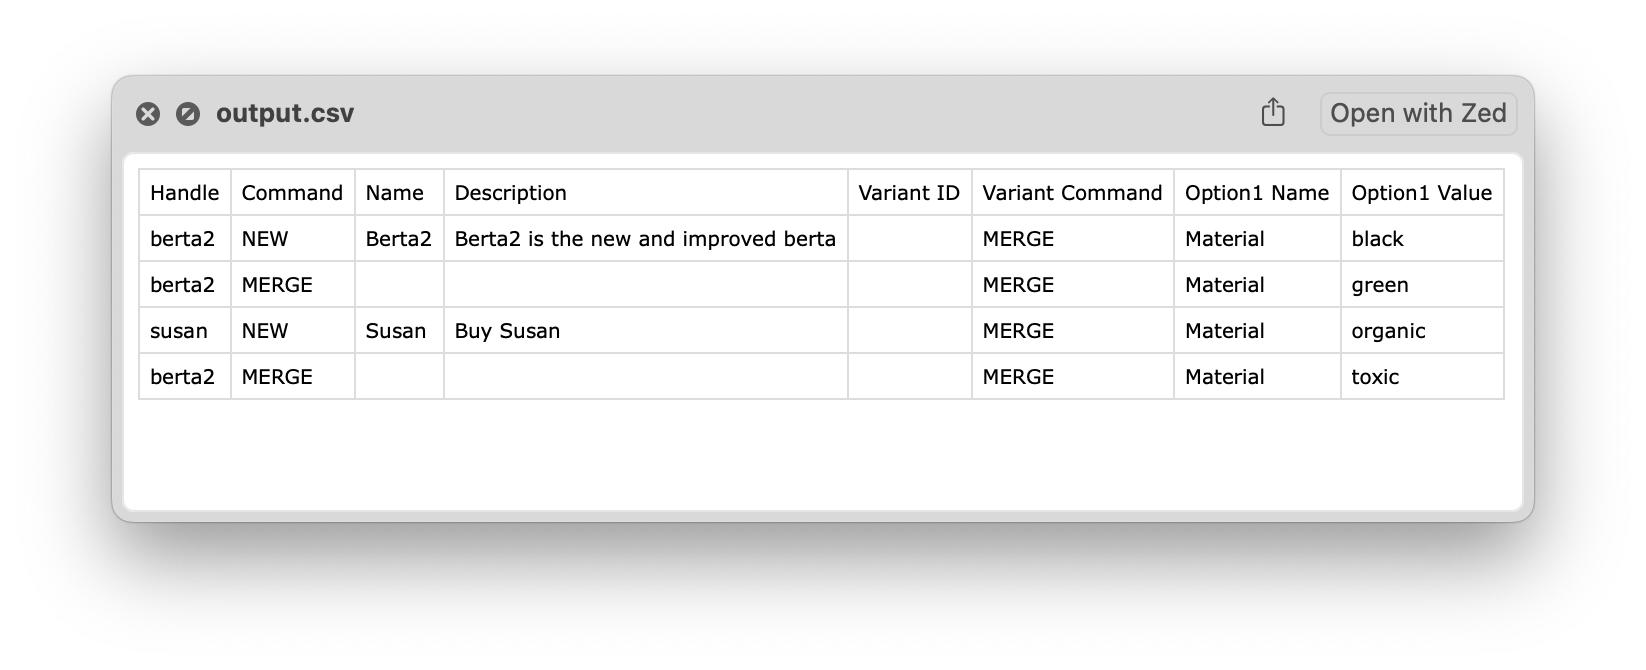 output.csv
Open with Zed
Handle Command Name Description Variant ID Variant Command Option1 Name Option1 Value
berta2 NEW Berta2 Berta2 is the new and improved berta MERGE Material black
berta2 MERGE MERGE Material green
susan NEW Susan Buy Susan MERGE Material organic
berta2 MERGE MERGE Material toxic